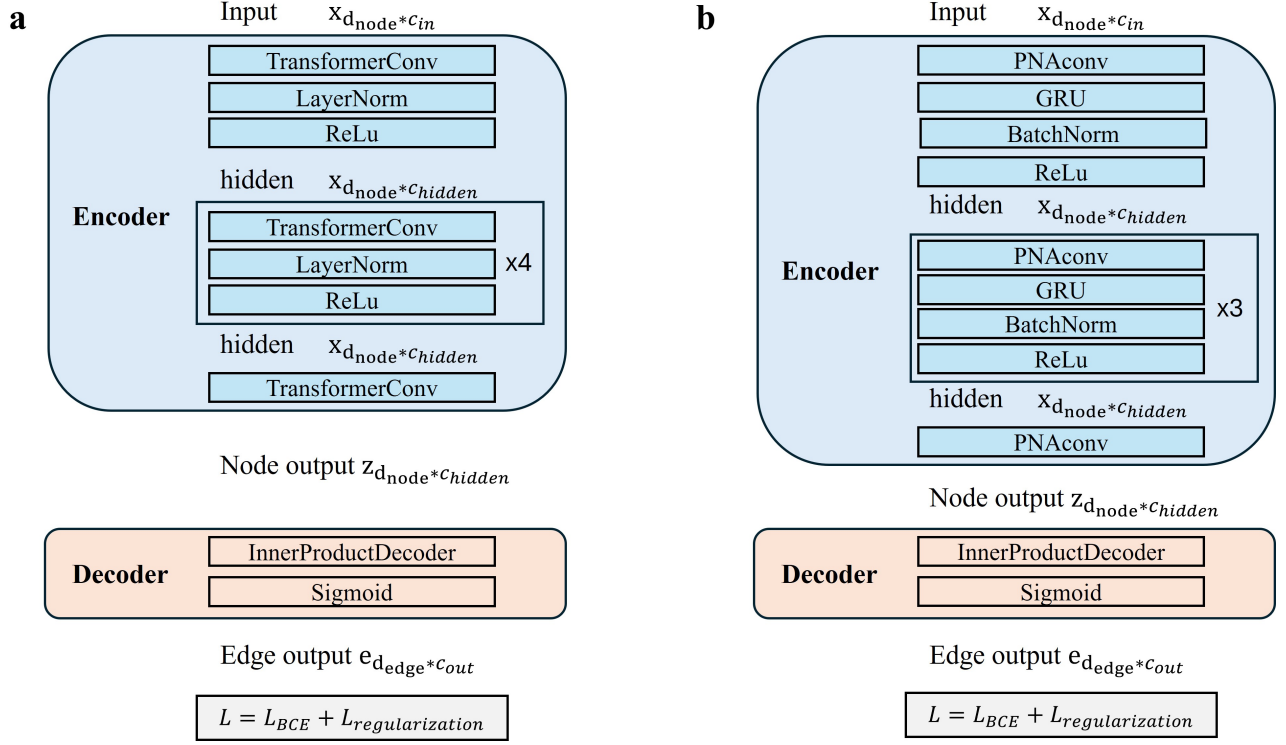 a
Input x_{d_{node}*c_{in}}
TransformerConv
LayerNorm
ReLu
hidden x_{d_{node}*c_{hidden}}
Encoder
TransformerConv
LayerNorm
x4
ReLu
hidden x_{d_{node}*c_{hidden}}
TransformerConv
Node output z_{d_{node}*c_{hidden}}
InnerProductDecoder
Decoder
Sigmoid
Edge output e_{d_{edge}*c_{out}}
L = L_{BCE} + L_{regularization}
b
Input x_{d_{node}*c_{in}}
PNAconv
GRU
BatchNorm
ReLu
hidden x_{d_{node}*c_{hidden}}
Encoder
PNAconv
GRU
x3
BatchNorm
ReLu
hidden x_{d_{node}*c_{hidden}}
PNAconv
Node output z_{d_{node}*c_{hidden}}
InnerProductDecoder
Decoder
Sigmoid
Edge output e_{d_{edge}*c_{out}}
L = L_{BCE} + L_{regularization}